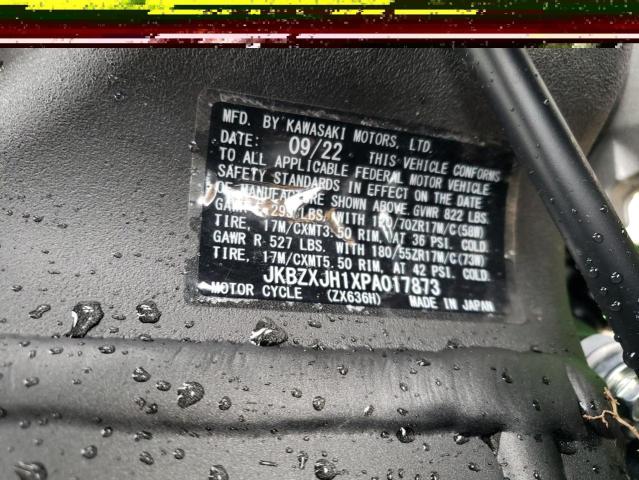 MFD. BY KAWASAKI MOTORS, LTD.
DATE: 09/22 THIS VEHICLE CONFORMS
TO ALL APPLICABLE FEDERAL MOTOR VEHICLE
SAFETY STANDARDS IN EFFECT ON THE DATE
OF MANUFACTURE SHOWN ABOVE. GVWR 822 LBS.
GAWR LBS. WITH 120/70ZR17M/C(58W)
TIRE, 17M/CXMT3.50 RIM, AT 36 PSI. COLD.
GAWR R 527 LBS. WITH 180/55ZR17M/C(73W)
TIRE, 17M/CXMT5.50 RIM, AT 42 PSI. COLD.
JKBZXJH1XPA017873
MOTOR CYCLE (ZX636H) MADE IN JAPAN